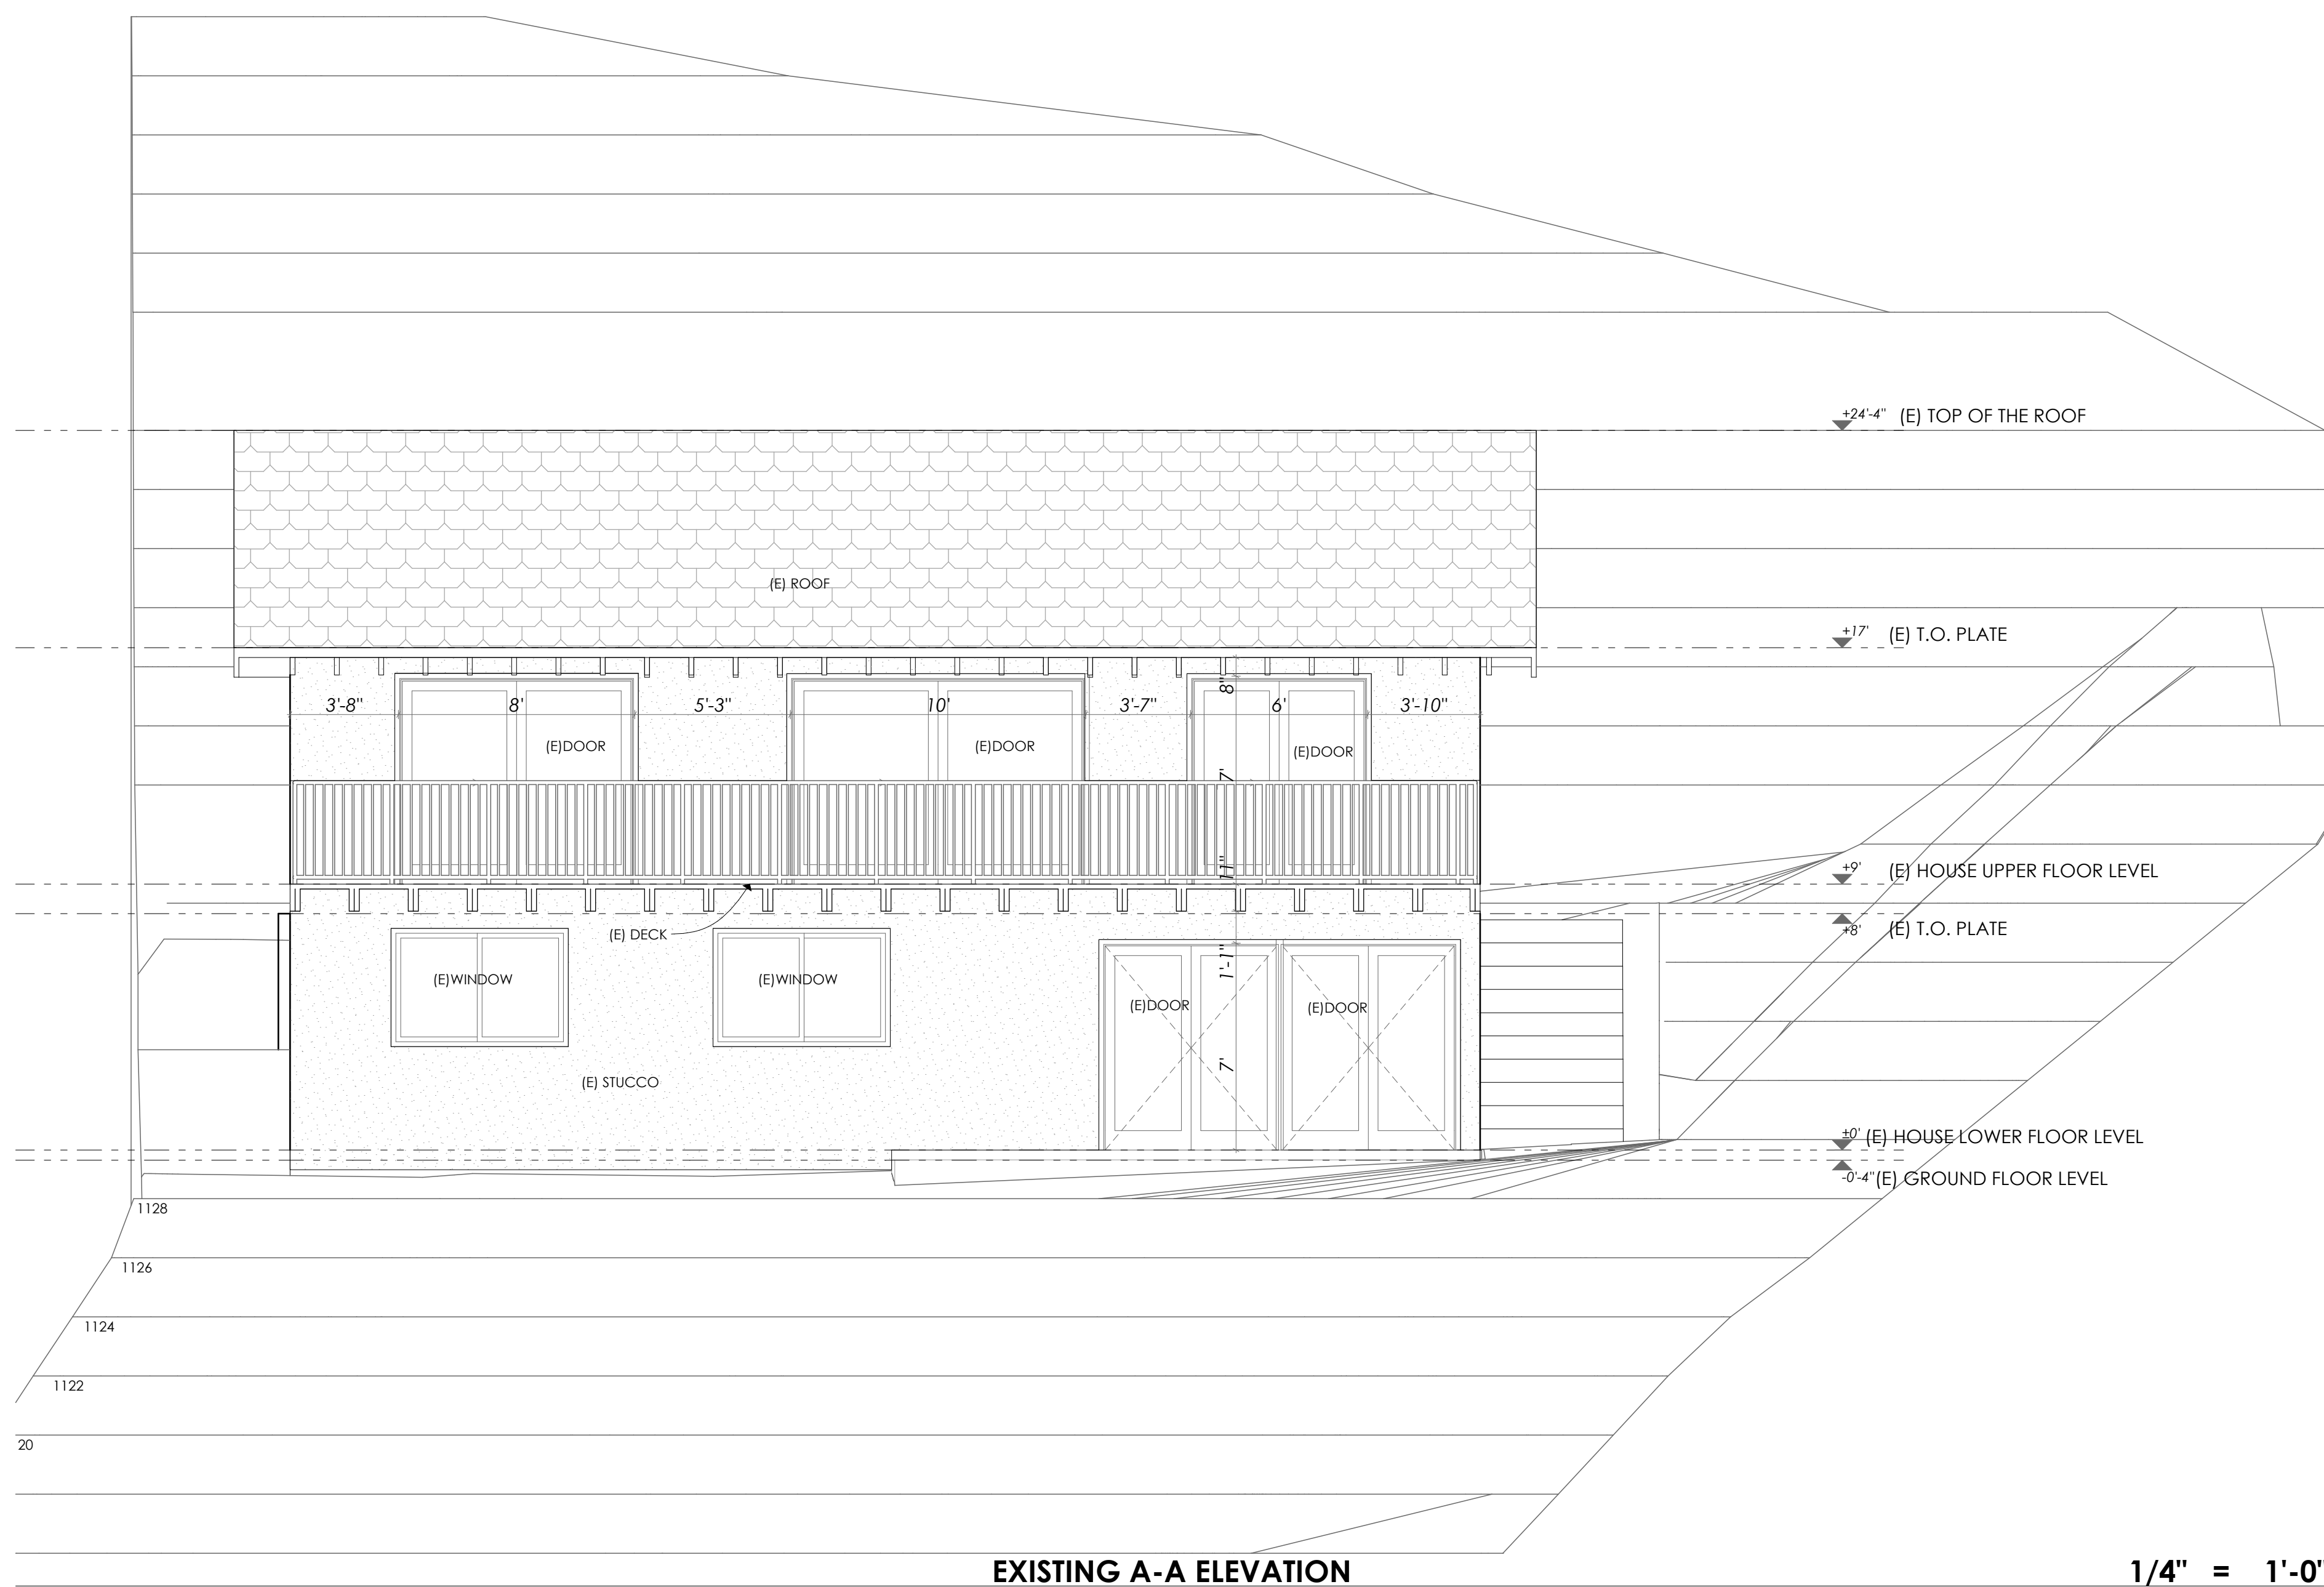 +24'-4" (E) TOP OF THE ROOF
(E) ROOF
+17' (E) T.O. PLATE
8"
3'-8" 8' 5'-3" 10' 3'-7" 6' 3'-10"
(E)DOOR (E)DOOR (E)DOOR
7'
11"
+9' (E) HOUSE UPPER FLOOR LEVEL
+8' (E) T.O. PLATE
(E) DECK
1'-1"
(E)WINDOW (E)WINDOW
(E)DOOR (E)DOOR
7'
(E) STUCCO
±0' (E) HOUSE LOWER FLOOR LEVEL
-0'-4" (E) GROUND FLOOR LEVEL
1128
1126
1124
1122
20
EXISTING A-A ELEVATION 1/4" = 1'-0"